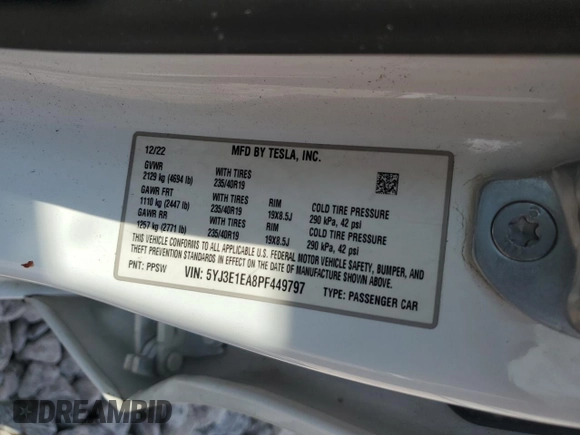 12/22 MFD BY TESLA, INC.
GVWR WITH TIRES
2129 kg (4694 lb) 235/40R19
GAWR FRT WITH TIRES RIM COLD TIRE PRESSURE
1110 kg (2447 lb) 235/40R19 19X8.5J 290 kPa, 42 psi
GAWR RR WITH TIRES RIM COLD TIRE PRESSURE
1257 kg (2771 lb) 235/40R19 19X8.5J 290 kPa, 42 psi
THIS VEHICLE CONFORMS TO ALL APPLICABLE U.S. FEDERAL MOTOR VEHICLE SAFETY, BUMPER, AND
THEFT PREVENTION STANDARDS IN EFFECT ON THE DATE OF MANUFACTURE SHOWN ABOVE.
PNT: PPSW VIN: 5YJ3E1EA8PF449797 TYPE: PASSENGER CAR
DREAMBID